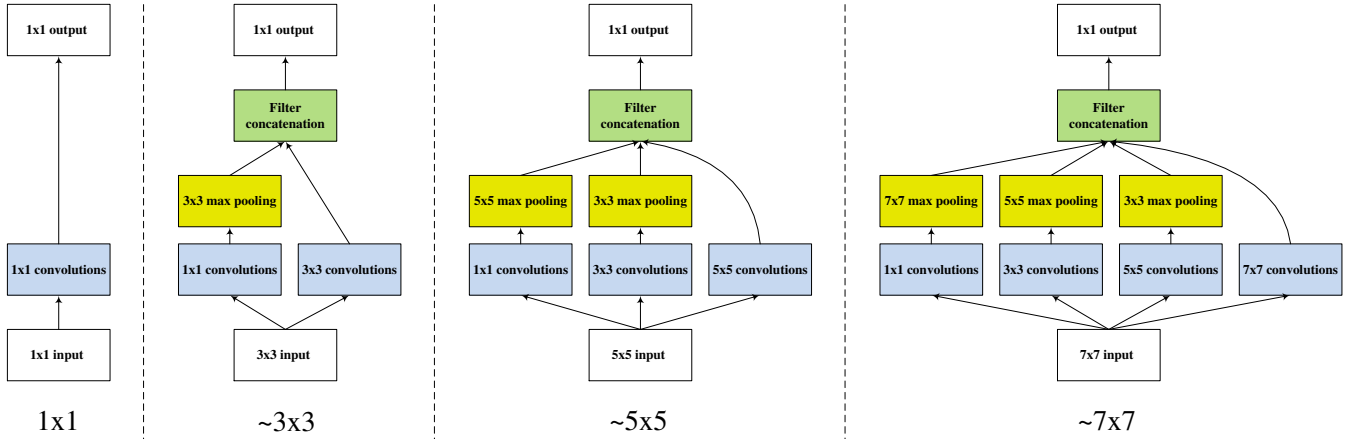 1x1 output
1x1 convolutions
1x1 input
1x1
1x1 output
Filter
concatenation
3x3 max pooling
1x1 convolutions
3x3 convolutions
3x3 input
~3x3
1x1 output
Filter
concatenation
5x5 max pooling
3x3 max pooling
1x1 convolutions
3x3 convolutions
5x5 convolutions
5x5 input
~5x5
1x1 output
Filter
concatenation
7x7 max pooling
5x5 max pooling
3x3 max pooling
1x1 convolutions
3x3 convolutions
5x5 convolutions
7x7 convolutions
7x7 input
~7x7